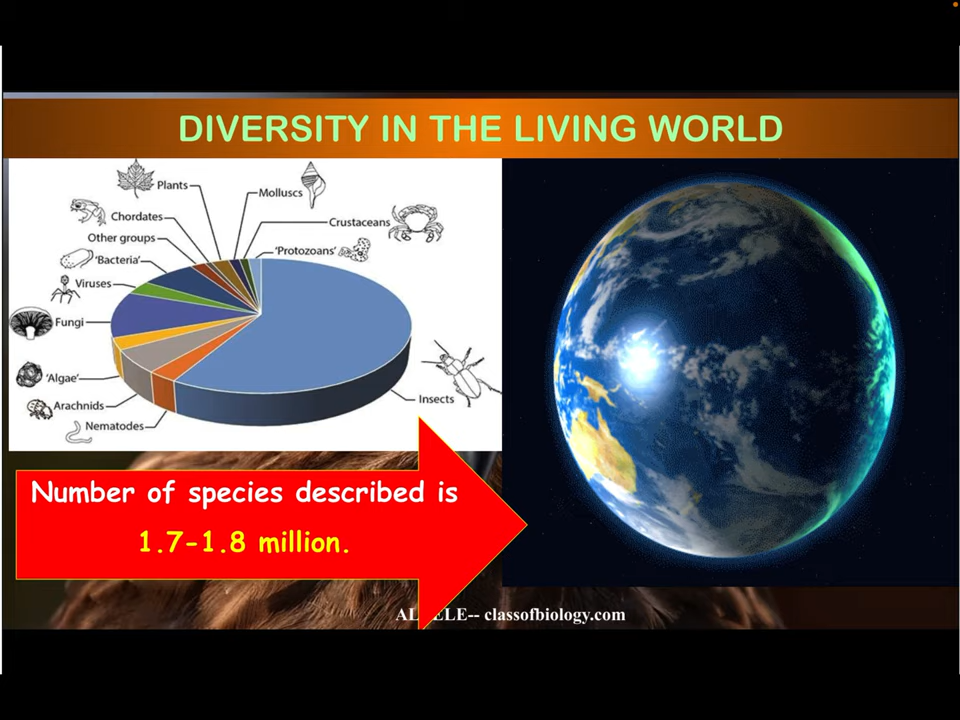 DIVERSITY IN THE LIVING WORLD
Plants
Molluscs
Chordates
Crustaceans
Other groups
'Protozoans'
'Bacteria'
Viruses
Fungi
'Algae'
Arachnids
Nematodes
Insects
Number of species described is
1.7-1.8 million.
classofbiology.com